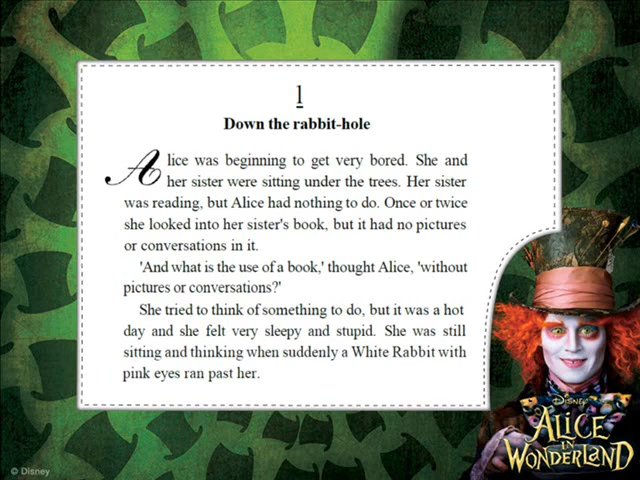 1
Down the rabbit-hole
Alice was beginning to get very bored. She and
her sister were sitting under the trees. Her sister
was reading, but Alice had nothing to do. Once or twice
she looked into her sister's book, but it had no pictures
or conversations in it.
'And what is the use of a book,' thought Alice, 'without
pictures or conversations?'
She tried to think of something to do, but it was a hot
day and she felt very sleepy and stupid. She was still
sitting and thinking when suddenly a White Rabbit with
pink eyes ran past her.
DISNEY
ALICE
IN
WONDERLAND
© Disney